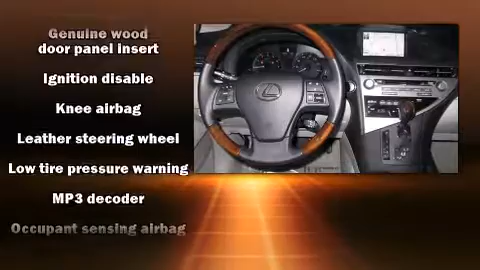 Genuine wood
door panel insert
Ignition disable
Knee airbag
Leather steering wheel
Low tire pressure warning
MP3 decoder
Occupant sensing airbag